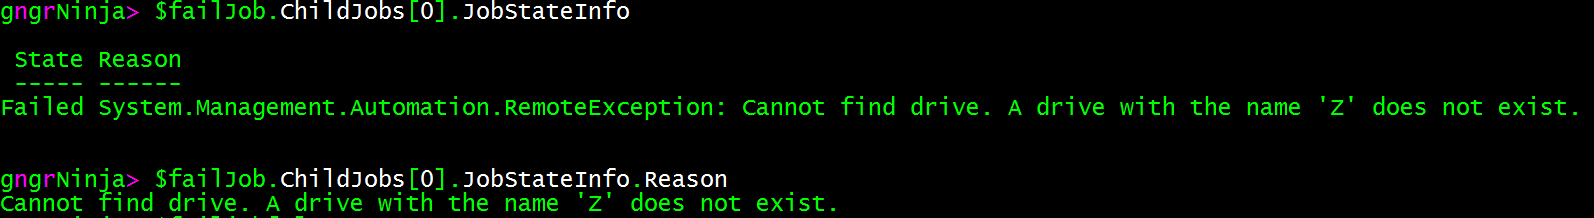 gngrNinja> $failJob.ChildJobs[0].JobStateInfo
 State Reason
 ----- ------
Failed System.Management.Automation.RemoteException: Cannot find drive. A drive with the name 'Z' does not exist.
gngrNinja> $failJob.ChildJobs[0].JobStateInfo.Reason
Cannot find drive. A drive with the name 'Z' does not exist.